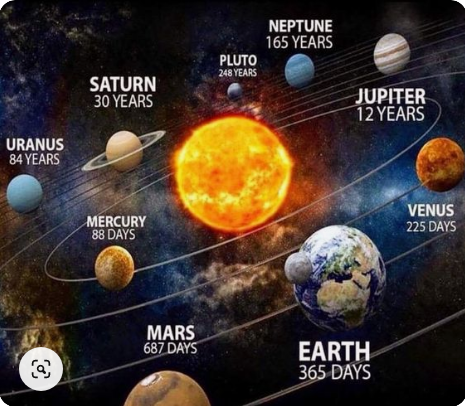 NEPTUNE
165 YEARS
PLUTO
248 YEARS
SATURN
30 YEARS
JUPITER
12 YEARS
URANUS
84 YEARS
MERCURY
88 DAYS
VENUS
225 DAYS
MARS
687 DAYS
EARTH
365 DAYS